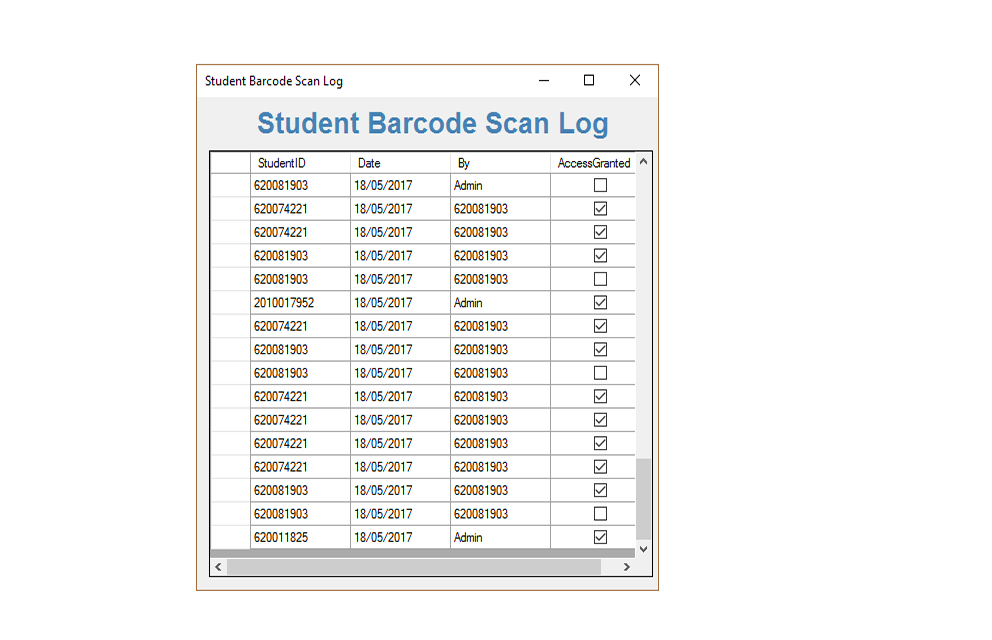 Student Barcode Scan Log
Student Barcode Scan Log
StudentID Date By AccessGranted
620081903 18/05/2017 Admin
620074221 18/05/2017 620081903
620074221 18/05/2017 620081903
620081903 18/05/2017 620081903
620081903 18/05/2017 620081903
2010017952 18/05/2017 Admin
620074221 18/05/2017 620081903
620081903 18/05/2017 620081903
620081903 18/05/2017 620081903
620074221 18/05/2017 620081903
620074221 18/05/2017 620081903
620074221 18/05/2017 620081903
620074221 18/05/2017 620081903
620081903 18/05/2017 620081903
620081903 18/05/2017 620081903
620011825 18/05/2017 Admin